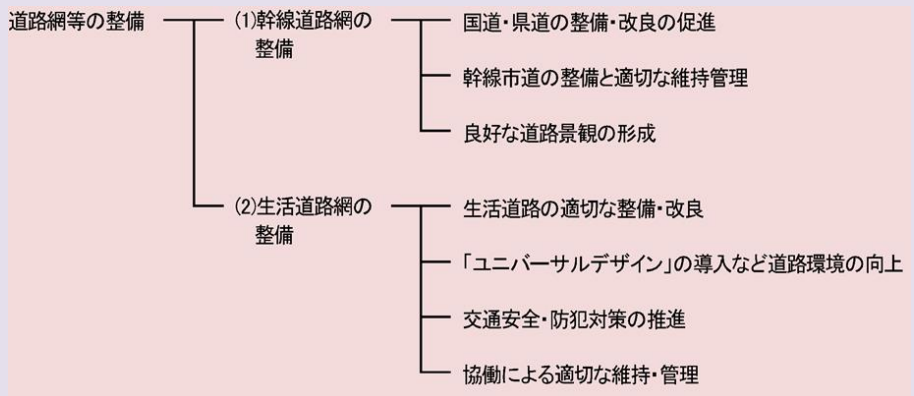 道路網等の整備
(1)幹線道路網の
整備
国道・県道の整備・改良の促進
幹線市道の整備と適切な維持管理
良好な道路景観の形成
(2)生活道路網の
整備
生活道路の適切な整備・改良
「ユニバーサルデザイン」の導入など道路環境の向上
交通安全・防犯対策の推進
協働による適切な維持・管理